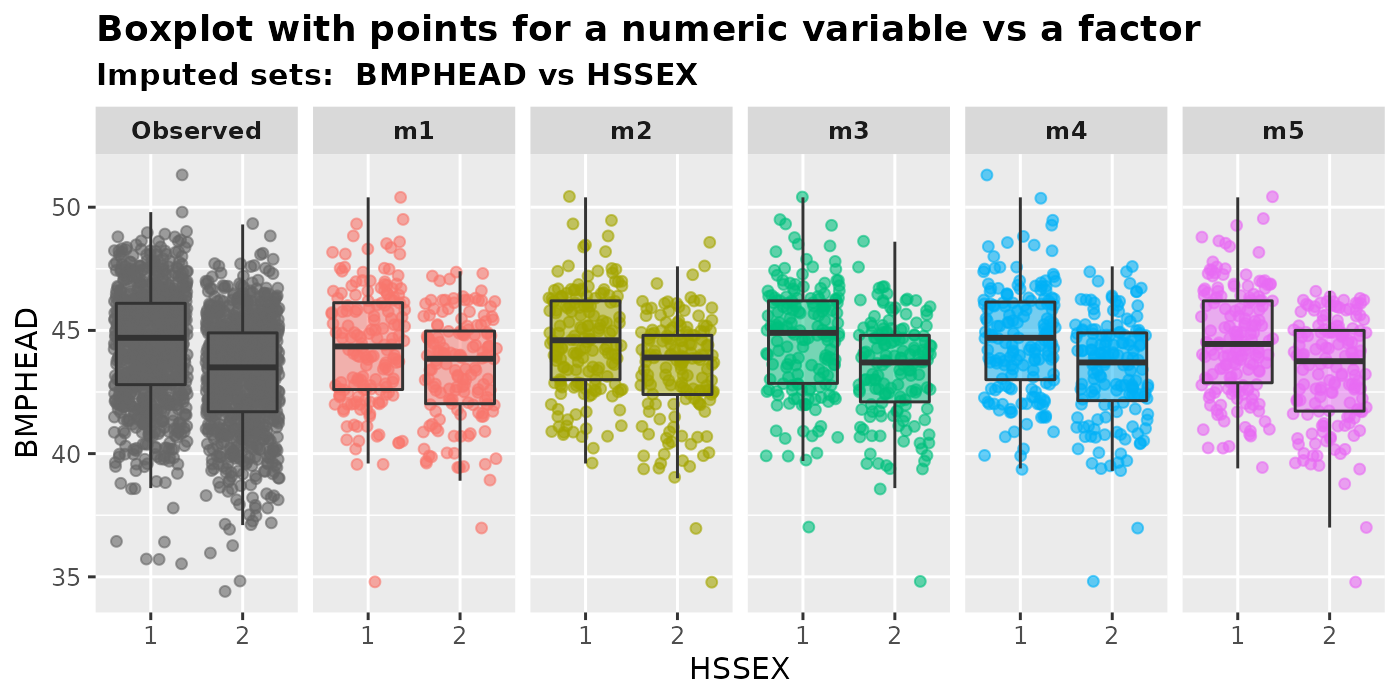 Boxplot with points for a numeric variable vs a factor
Imputed sets:  BMPHEAD vs HSSEX
Observed m1 m2 m3 m4 m5
50
45
40
35
BMPHEAD
1 2 1 2 1 2 1 2 1 2 1 2
HSSEX